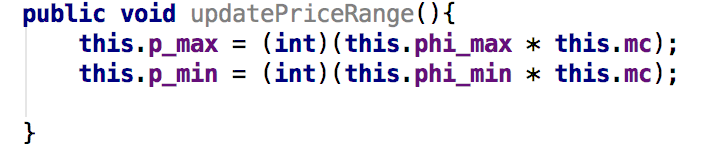 public void updatePriceRange(){
    this.p_max = (int)(this.phi_max * this.mc);
    this.p_min = (int)(this.phi_min * this.mc);
}